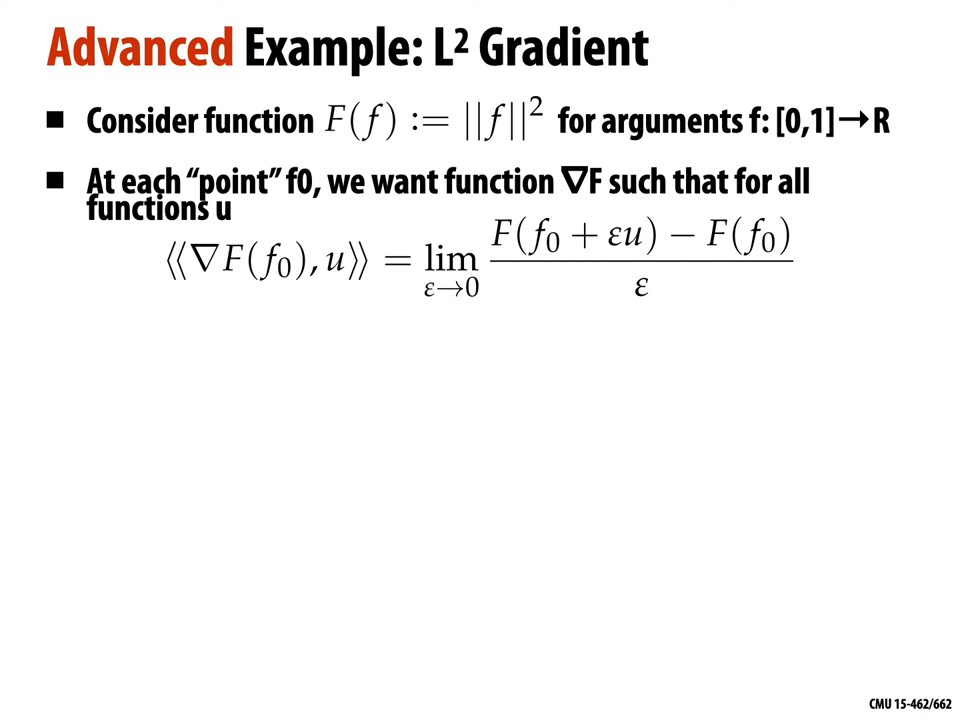 Advanced Example: L² Gradient
■ Consider function F(f) := ||f||² for arguments f: [0,1]→R
■ At each “point” f0, we want function ∇F such that for all
functions u
⟨⟨∇F(f₀), u⟩⟩ = lim_{ε→0} (F(f₀ + εu) − F(f₀)) / ε
CMU 15-462/662